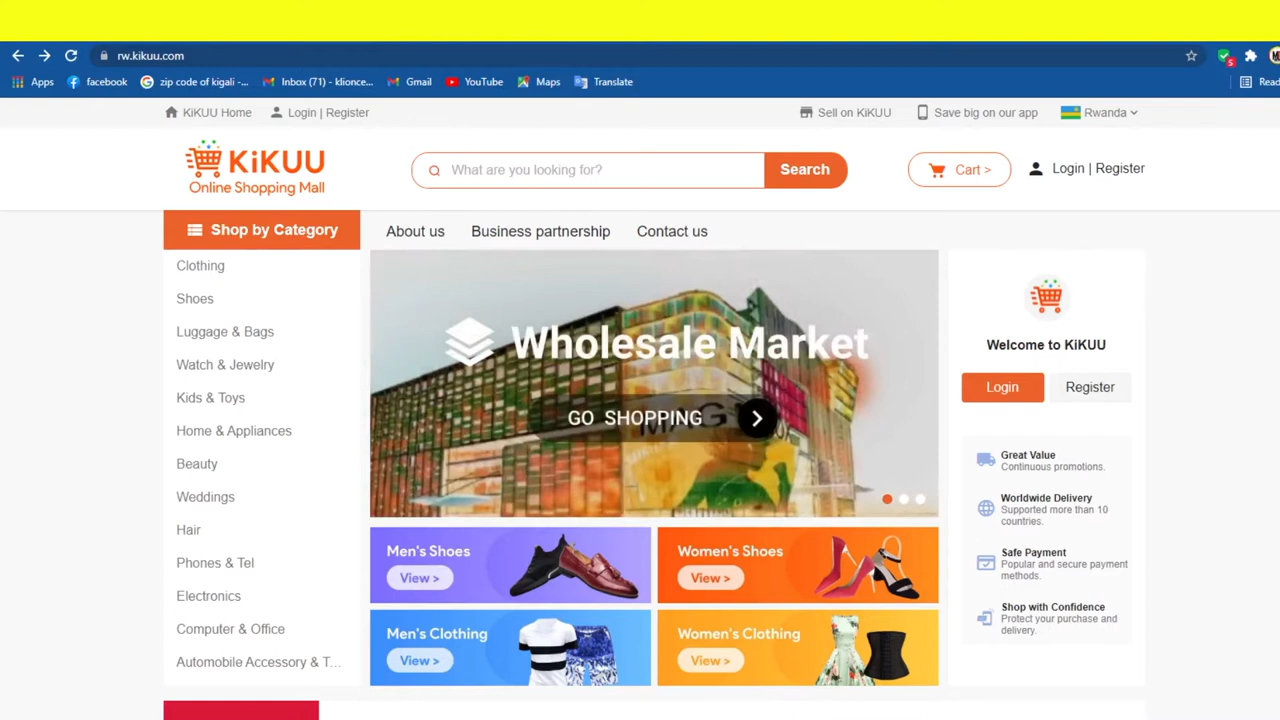 rw.kikuu.com
5
Apps
facebook
zip code of kigali -...
Inbox (71) - klionce...
Gmail
YouTube
Maps
Translate
Read
KiKUU Home
Login | Register
Sell on KiKUU
Save big on our app
Rwanda
KiKUU
Online Shopping Mall
What are you looking for?
Search
Cart >
Login | Register
Shop by Category
About us
Business partnership
Contact us
Clothing
Shoes
Luggage & Bags
Watch & Jewelry
Kids & Toys
Home & Appliances
Beauty
Weddings
Hair
Phones & Tel
Electronics
Computer & Office
Automobile Accessory & T...
Wholesale Market
GO SHOPPING
Men's Shoes
View >
Women's Shoes
View >
Men's Clothing
View >
Women's Clothing
View >
Welcome to KiKUU
Login
Register
Great Value
Continuous promotions.
Worldwide Delivery
Supported more than 10
countries.
Safe Payment
Popular and secure payment
methods.
Shop with Confidence
Protect your purchase and
delivery.